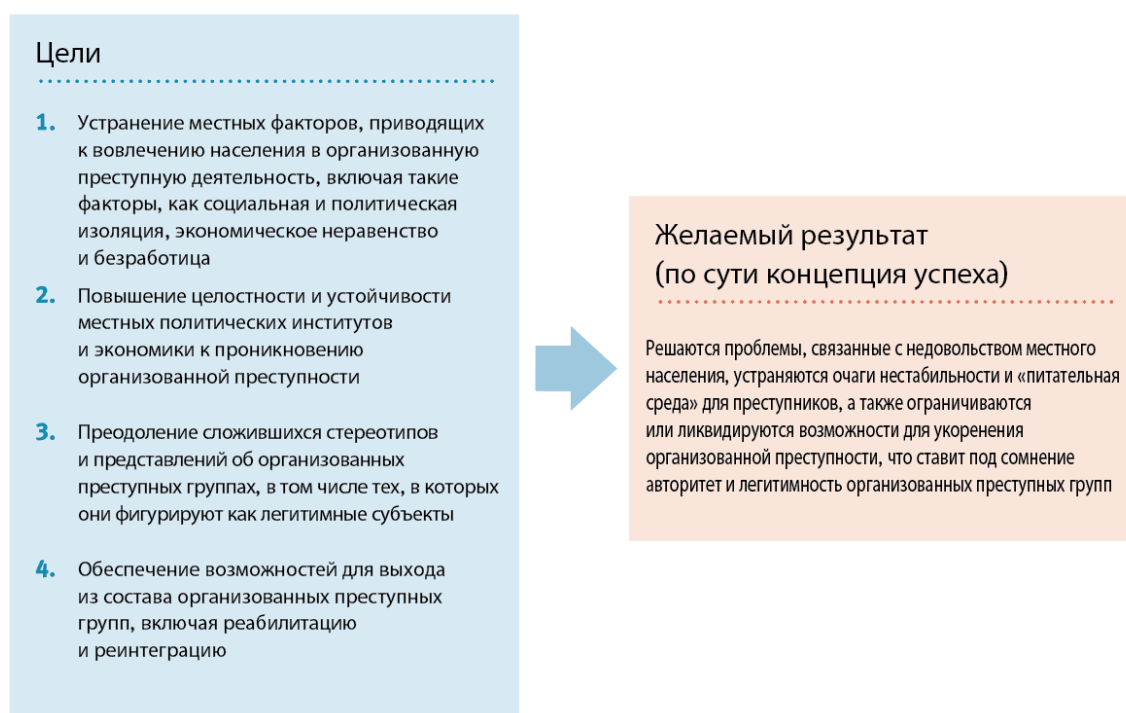 Цели
1. Устранение местных факторов, приводящих
к вовлечению населения в организованную
преступную деятельность, включая такие
факторы, как социальная и политическая
изоляция, экономическое неравенство
и безработица
2. Повышение целостности и устойчивости
местных политических институтов
и экономики к проникновению
организованной преступности
3. Преодоление сложившихся стереотипов
и представлений об организованных
преступных группах, в том числе тех, в которых
они фигурируют как легитимные субъекты
4. Обеспечение возможностей для выхода
из состава организованных преступных
групп, включая реабилитацию
и реинтеграцию
Желаемый результат
(по сути концепция успеха)
Решаются проблемы, связанные с недовольством местного
населения, устраняются очаги нестабильности и «питательная
среда» для преступников, а также ограничиваются
или ликвидируются возможности для укоренения
организованной преступности, что ставит под сомнение
авторитет и легитимность организованных преступных групп